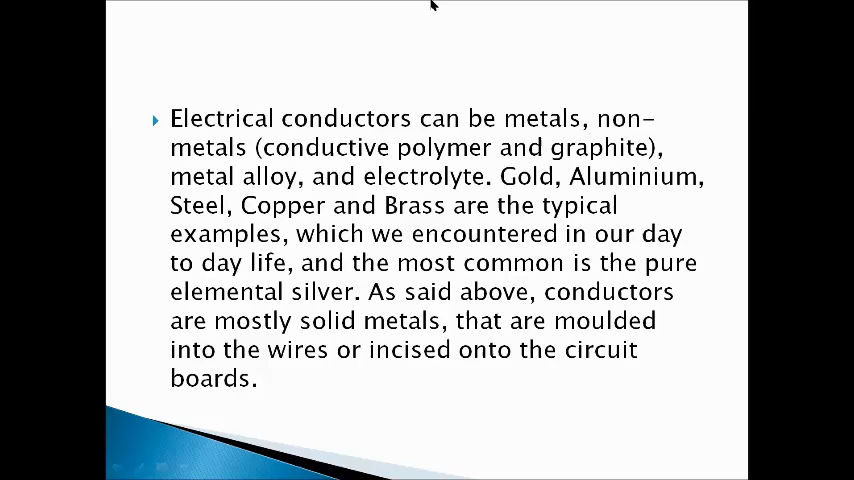 Electrical conductors can be metals, non-
metals (conductive polymer and graphite),
metal alloy, and electrolyte. Gold, Aluminium,
Steel, Copper and Brass are the typical
examples, which we encountered in our day
to day life, and the most common is the pure
elemental silver. As said above, conductors
are mostly solid metals, that are moulded
into the wires or incised onto the circuit
boards.